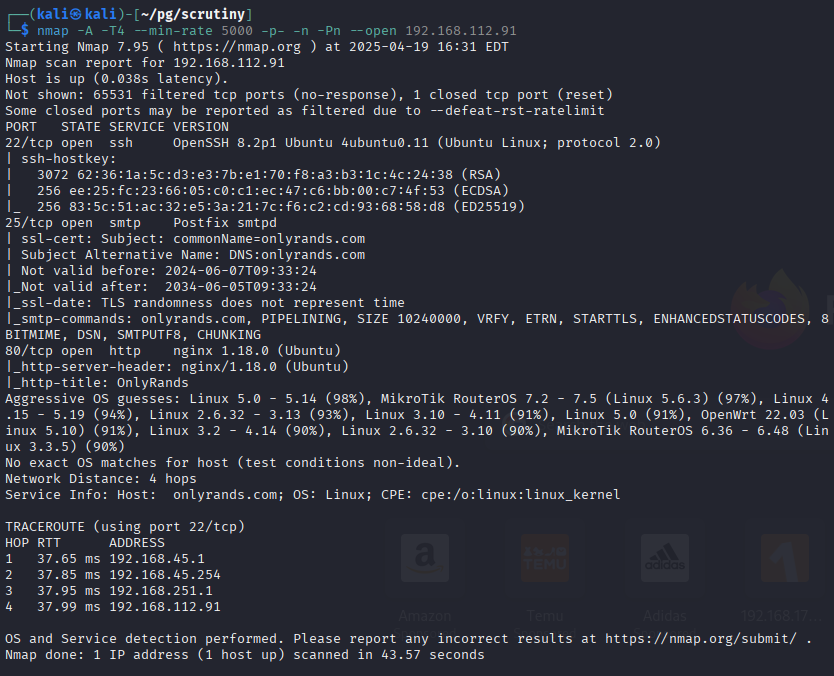 ┌──(kali㉿kali)-[~/pg/scrutiny]
└─$ nmap -A -T4 --min-rate 5000 -p- -n -Pn --open 192.168.112.91
Starting Nmap 7.95 ( https://nmap.org ) at 2025-04-19 16:31 EDT
Nmap scan report for 192.168.112.91
Host is up (0.038s latency).
Not shown: 65531 filtered tcp ports (no-response), 1 closed tcp port (reset)
Some closed ports may be reported as filtered due to --defeat-rst-ratelimit
PORT   STATE SERVICE VERSION
22/tcp open  ssh     OpenSSH 8.2p1 Ubuntu 4ubuntu0.11 (Ubuntu Linux; protocol 2.0)
| ssh-hostkey:
|   3072 62:36:1a:5c:d3:e3:7b:e1:70:f8:a3:b3:1c:4c:24:38 (RSA)
|   256 ee:25:fc:23:66:05:c0:c1:ec:47:c6:bb:00:c7:4f:53 (ECDSA)
|_  256 83:5c:51:ac:32:e5:3a:21:7c:f6:c2:cd:93:68:58:d8 (ED25519)
25/tcp open  smtp    Postfix smtpd
| ssl-cert: Subject: commonName=onlyrands.com
| Subject Alternative Name: DNS:onlyrands.com
| Not valid before: 2024-06-07T09:33:24
|_Not valid after:  2034-06-05T09:33:24
|_ssl-date: TLS randomness does not represent time
|_smtp-commands: onlyrands.com, PIPELINING, SIZE 10240000, VRFY, ETRN, STARTTLS, ENHANCEDSTATUSCODES, 8
BITMIME, DSN, SMTPUTF8, CHUNKING
80/tcp open  http    nginx 1.18.0 (Ubuntu)
|_http-server-header: nginx/1.18.0 (Ubuntu)
|_http-title: OnlyRands
Aggressive OS guesses: Linux 5.0 - 5.14 (98%), MikroTik RouterOS 7.2 - 7.5 (Linux 5.6.3) (97%), Linux 4
.15 - 5.19 (94%), Linux 2.6.32 - 3.13 (93%), Linux 3.10 - 4.11 (91%), Linux 5.0 (91%), OpenWrt 22.03 (L
inux 5.10) (91%), Linux 3.2 - 4.14 (90%), Linux 2.6.32 - 3.10 (90%), MikroTik RouterOS 6.36 - 6.48 (Lin
ux 3.3.5) (90%)
No exact OS matches for host (test conditions non-ideal).
Network Distance: 4 hops
Service Info: Host:  onlyrands.com; OS: Linux; CPE: cpe:/o:linux:linux_kernel
TRACEROUTE (using port 22/tcp)
HOP RTT      ADDRESS
1   37.65 ms 192.168.45.1
2   37.85 ms 192.168.45.254
3   37.95 ms 192.168.251.1
4   37.99 ms 192.168.112.91
Amazon
Temu
Adidas
192.168.17...
OS and Service detection performed. Please report any incorrect results at https://nmap.org/submit/ .
Nmap done: 1 IP address (1 host up) scanned in 43.57 seconds